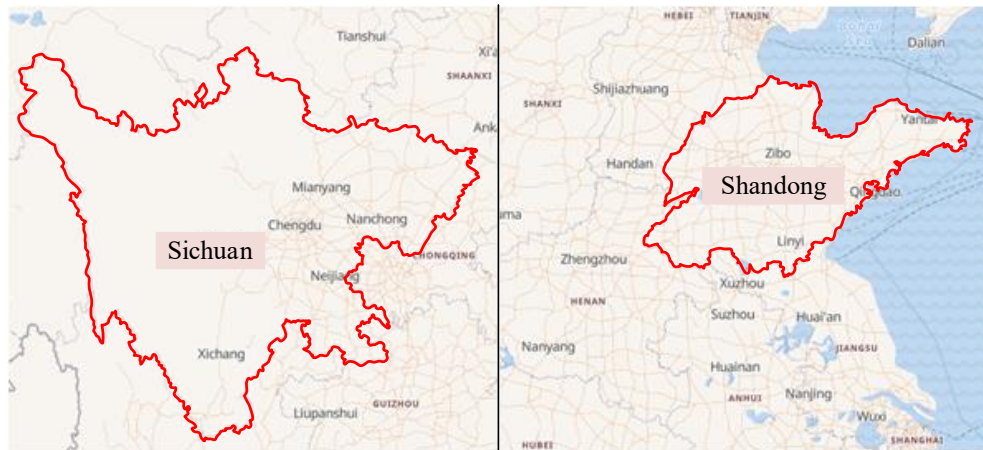 Tianshui
Xi'a
SHAANXI
Anka
Mianyang
Chengdu
Nanchong
Sichuan
CHONGQING
Neijiang
Xichang
Liupanshui
GUIZHOU
HEBEI
TIANJIN
Dalian
Shijiazhuang
SHANXI
Yantai
Handan
Zibo
Shandong
Qingdao
Linyi
Zhengzhou
Xuzhou
HENAN
Suzhou
Huai'an
Nanyang
JIANGSU
Huainan
ANHUI
Nanjing
Wuxi
HUBEI
SHANGHAI